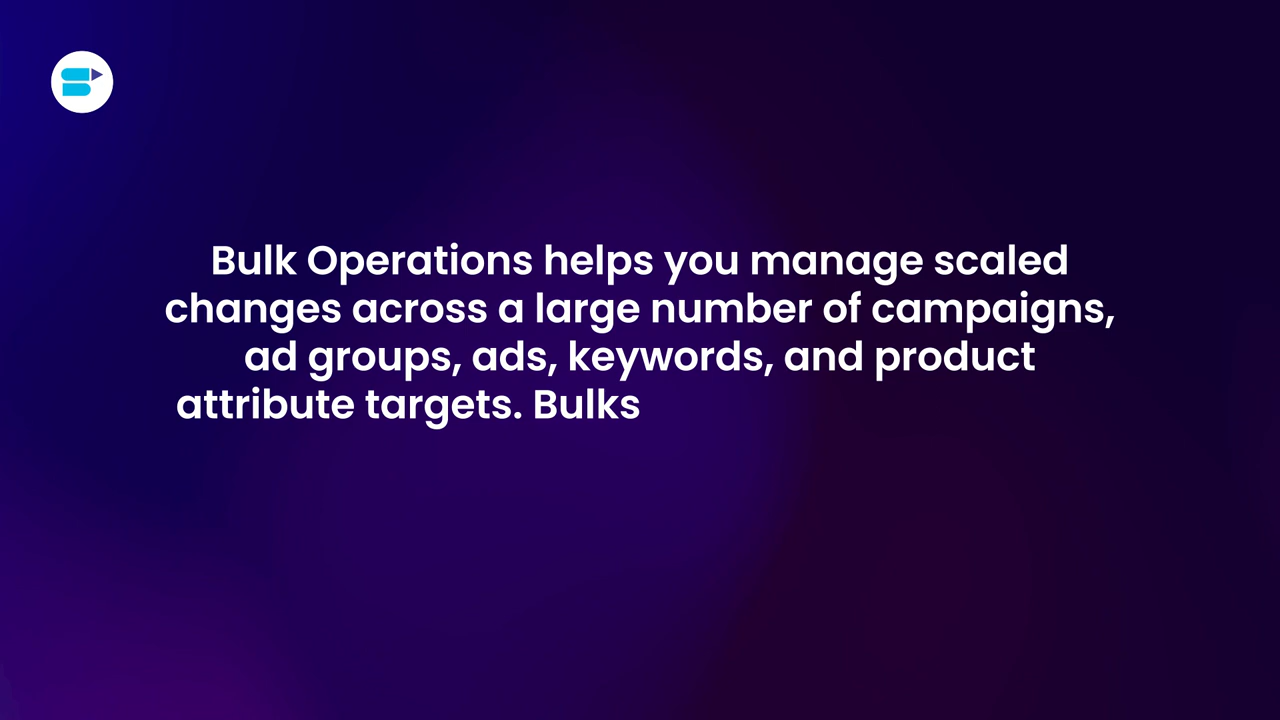 Bulk Operations helps you manage scaled
changes across a large number of campaigns,
ad groups, ads, keywords, and product
attribute targets. Bulks